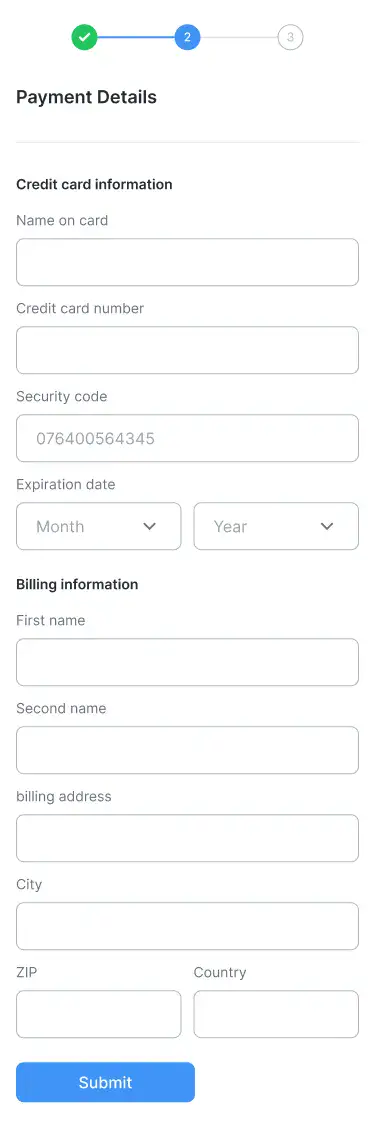 2 3
Payment Details
Credit card information
Name on card
Credit card number
Security code
076400564345
Expiration date
Month Year
Billing information
First name
Second name
billing address
City
ZIP Country
Submit